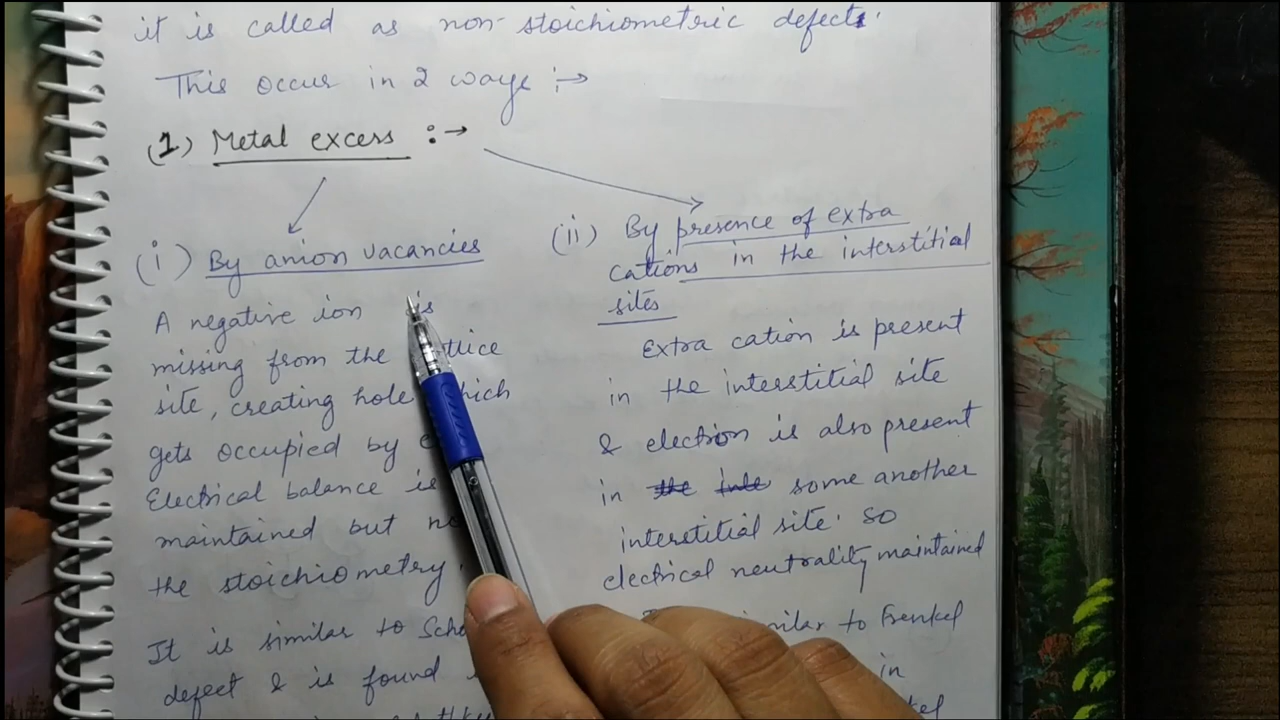 it is called as non-stoichiometric defect.
This occur in 2 ways :→
(1) Metal excess :→
(i) By anion vacancies
A negative ion is
missing from the lattice
site, creating hole which
gets occupied by
Electrical balance is
maintained but
the stoichiometry.
It is similar to
defect & is found
(ii) By presence of extra
cations in the interstitial
sites
Extra cation is present
in the interstitial site
& electron is also present
in some another
interstitial site. so
electrical neutrality maintained
similar to Frenkel
in